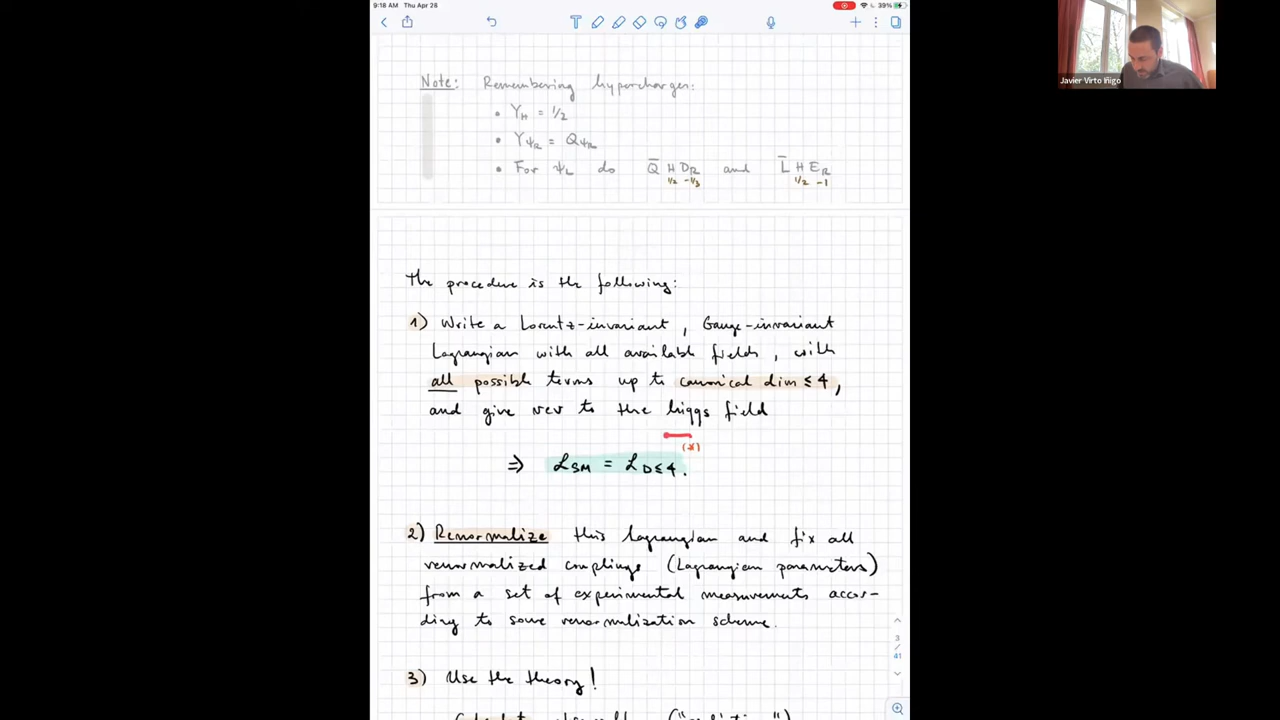 9:18 AM Thu Apr 26
39%
Javier Virto Iñigo
Note: Remembering hypercharges:
• Y_H = 1/2
• Y_ψR = Q_ψR
• For ψ_L do Q̄ H D_R and L̄ H E_R
1/2 -1/3 1/2 -1
The procedure is the following:
1) Write a Lorentz-invariant, Gauge-invariant
Lagrangian with all available fields, with
all possible terms up to canonical dim ≤ 4,
and give vev to the higgs field
(*)
⇒ ℒ_SM = ℒ_D≤4.
2) Renormalize this lagrangian and fix all
renormalized couplings (Lagrangian parameters)
from a set of experimental measurements accor-
ding to some renormalization scheme.
3) Use the theory!
3
/
41